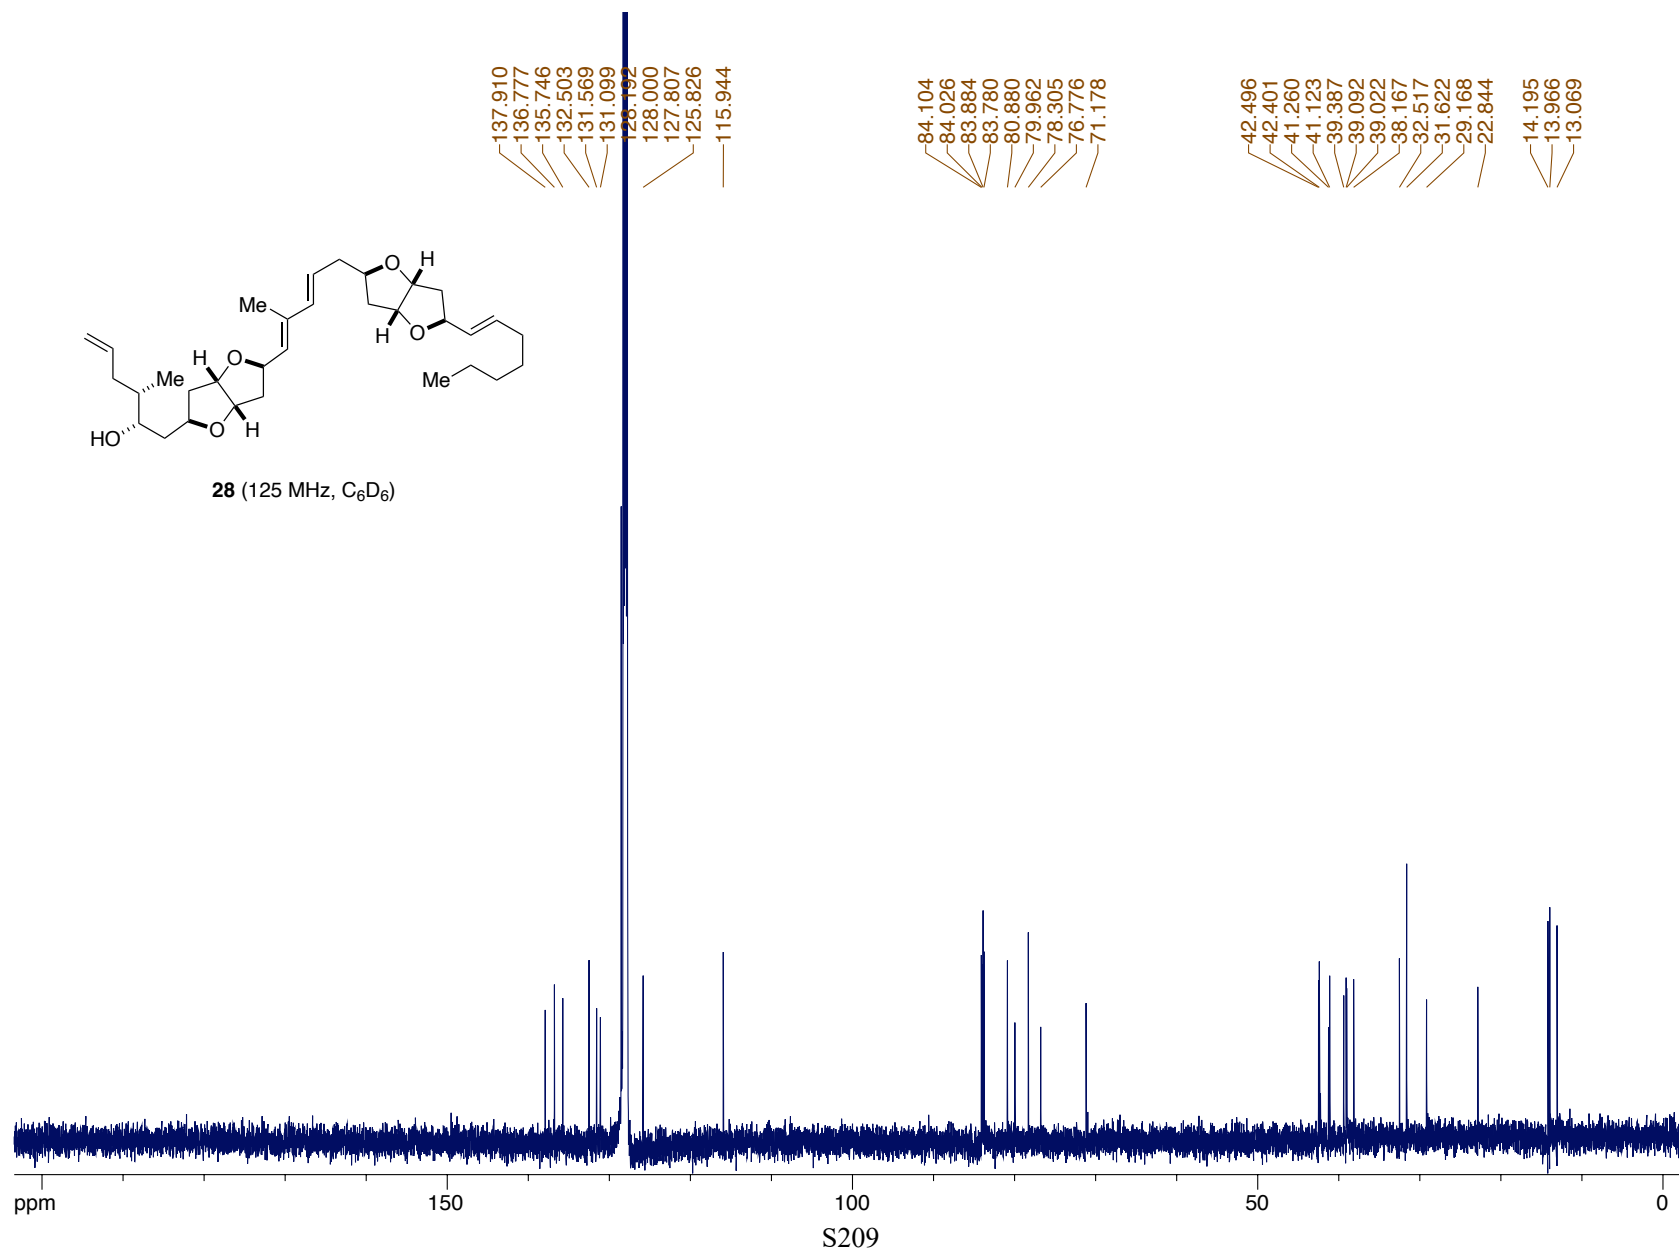 137.910
136.777
135.746
132.503
131.569
131.099
128.192
128.000
127.807
125.826
115.944
84.104
84.026
83.884
83.780
80.880
79.962
78.305
76.776
71.178
42.496
42.401
41.260
41.123
39.387
39.092
39.022
38.167
32.517
31.622
29.168
22.844
14.195
13.966
13.069
O
H
Me
H
O
H
O
Me
Me
HO
O
H
28 (125 MHz, C6D6)
ppm 150 100 50 0
S209